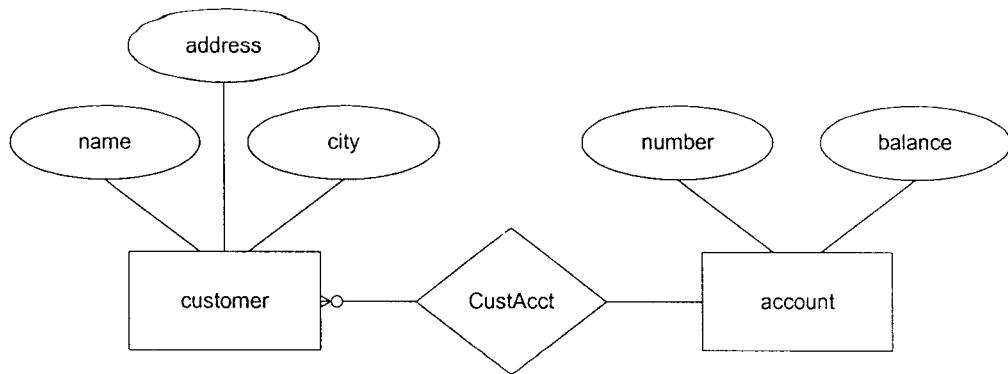 address
name
city
number
balance
customer
CustAcct
account